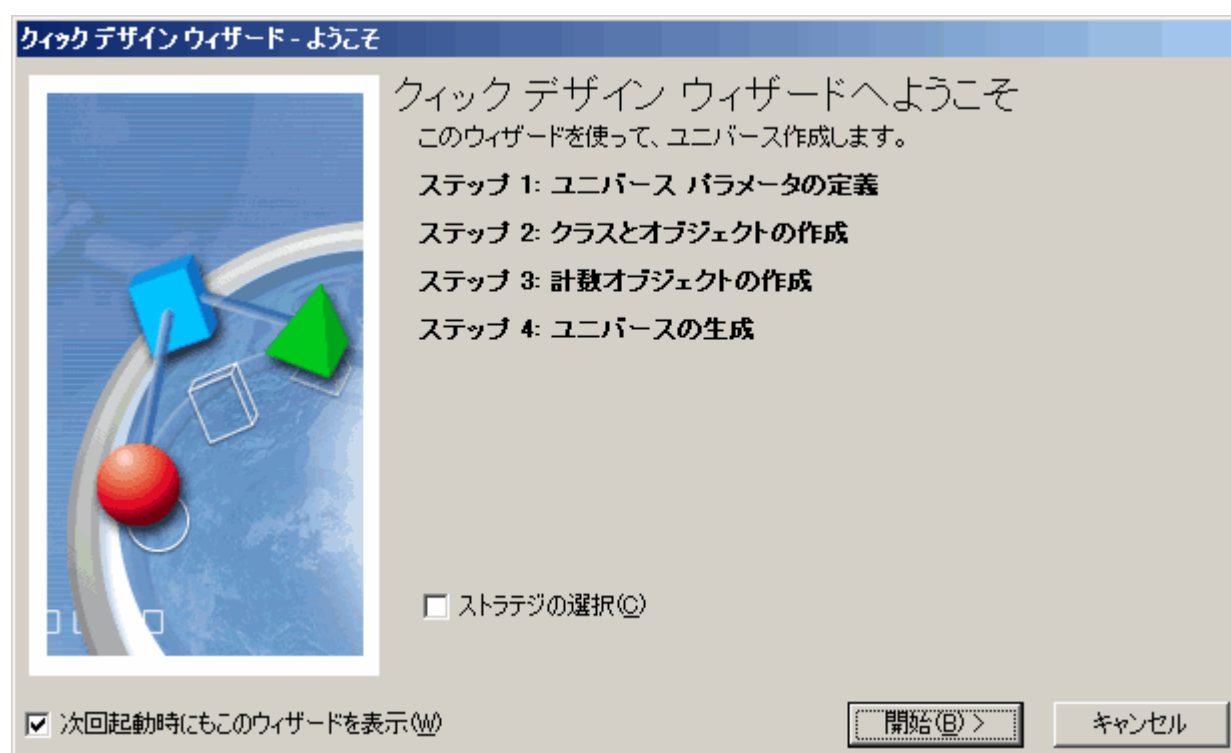 クィック デザイン ウィザード - ようこそ
クィック デザイン ウィザードへようこそ
このウィザードを使って、ユニバース作成します。
ステップ 1: ユニバース パラメータの定義
ステップ 2: クラスとオブジェクトの作成
ステップ 3: 計数オブジェクトの作成
ステップ 4: ユニバースの生成
ストラテジの選択(C)
次回起動時にもこのウィザードを表示(W)
開始(B) >
キャンセル